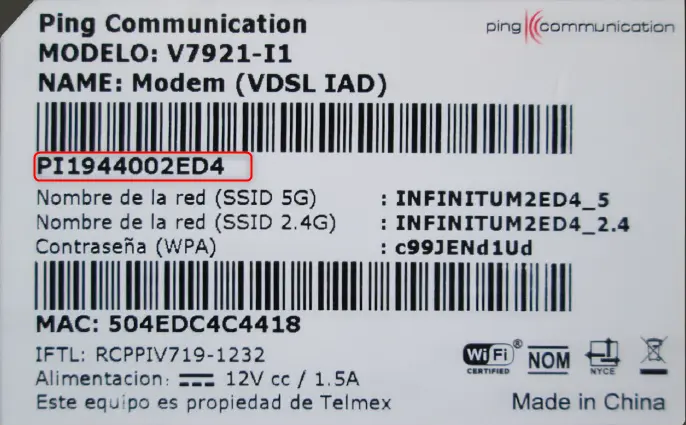 Ping Communication
ping communication
MODELO: V7921-I1
NAME: Modem (VDSL IAD)
PI1944002ED4
Nombre de la red (SSID 5G) : INFINITUM2ED4_5
Nombre de la red (SSID 2.4G) : INFINITUM2ED4_2.4
Contraseña (WPA) : c99JENd1Ud
MAC: 504EDC4C4418
IFTL: RCPPIV719-1232
Wi Fi ®
CERTIFIED
NOM
NYCE
Alimentacion: 12V cc / 1.5A
Este equipo es propiedad de Telmex
Made in China